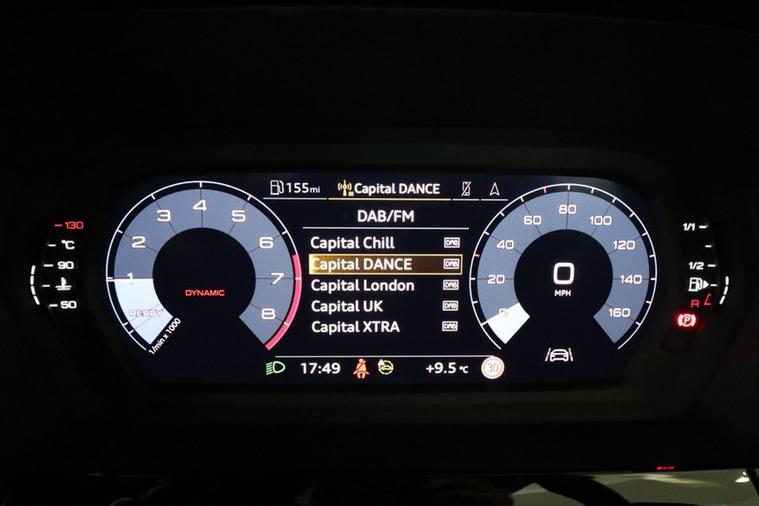 155mi
Capital DANCE
DAB/FM
Capital Chill DAB
Capital DANCE DAB
Capital London DAB
Capital UK DAB
Capital XTRA DAB
1 2 3 4 5 6 7 8
READY
DYNAMIC
1/min x 1000
0 20 40 60 80 100 120 140 160
0
MPH
130
°C
90
50
1/1
1/2
R
P
17:49
+9.5 °C
30